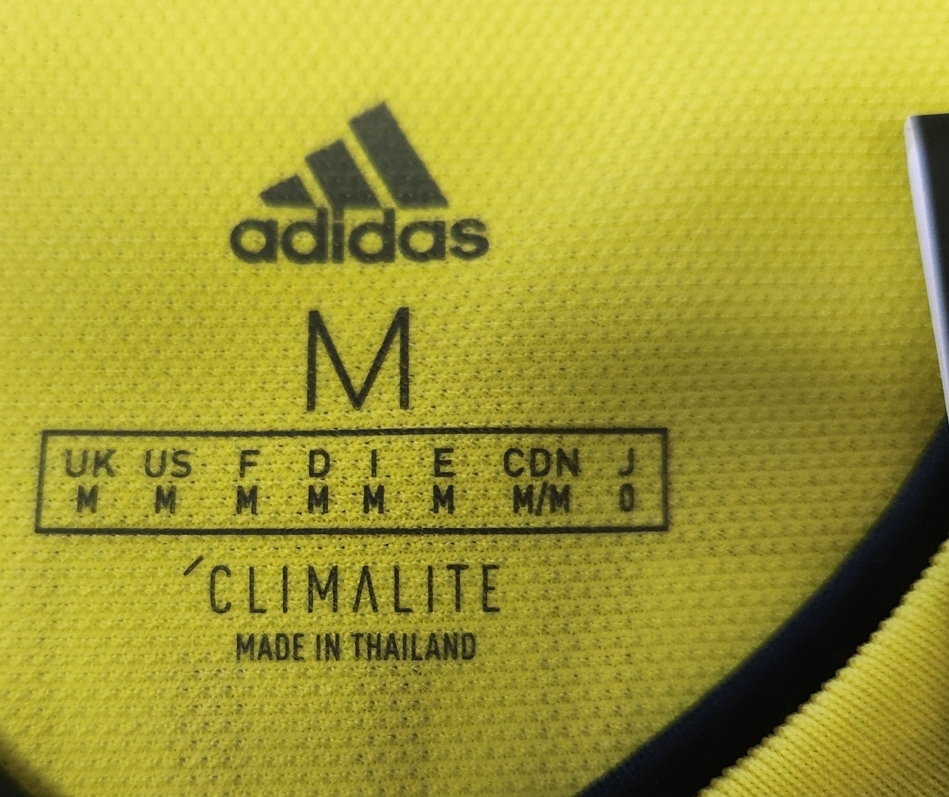 adidas
M
UK US F D I E CDN J
M M M M M M M/M O
´CLIMALITE
MADE IN THAILAND